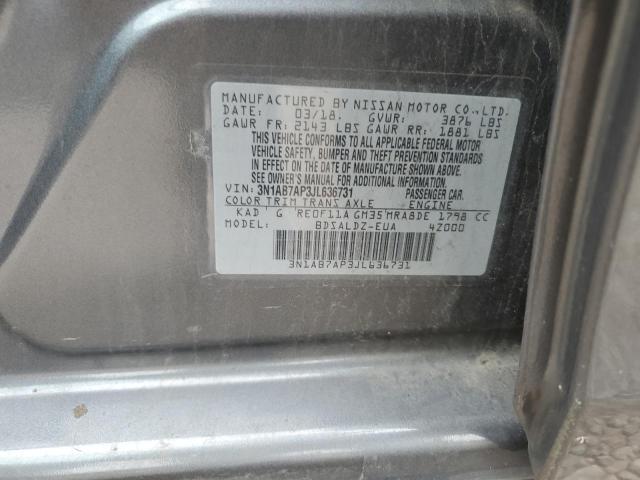 MANUFACTURED BY NISSAN MOTOR CO.,LTD.
DATE: 03/18. GVWR: 3876 LBS
GAWR FR: 2143 LBS GAWR RR: 1881 LBS
THIS VEHICLE CONFORMS TO ALL APPLICABLE FEDERAL MOTOR
VEHICLE SAFETY, BUMPER AND THEFT PREVENTION STANDARDS
IN EFFECT ON THE DATE OF MANUFACTURE SHOWN ABOVE.
SEE OWNER'S MANUAL FOR MORE INFORMATION.
VIN: 3N1AB7AP3JL636731 PASSENGER CAR.
COLOR TRIM TRANS AXLE ENGINE
KAD G RE0F11A GM35 MRA8DE 1798 CC
BDSALDZ-EUA 4Z000
3N1AB7AP3JL636731